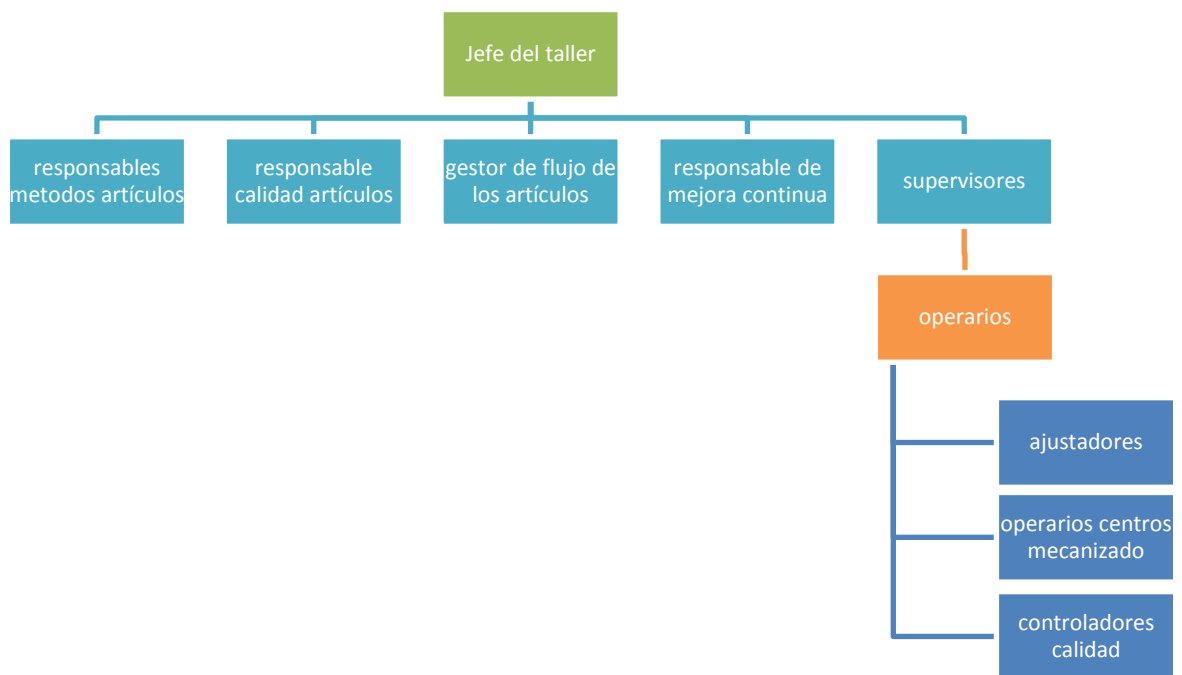 Jefe del taller
responsables
metodos artículos
responsable
calidad artículos
gestor de flujo de
los artículos
responsable de
mejora continua
supervisores
operarios
ajustadores
operarios centros
mecanizado
controladores
calidad